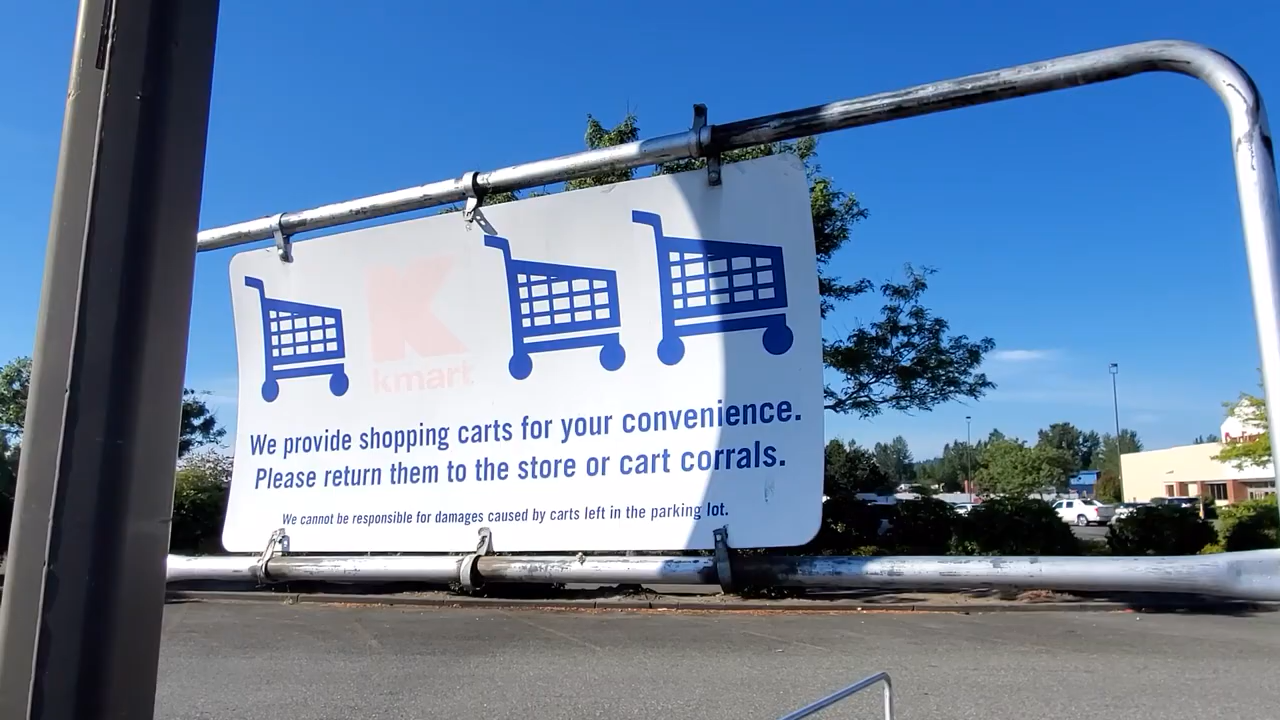 K
kmart
We provide shopping carts for your convenience.
Please return them to the store or cart corrals.
We cannot be responsible for damages caused by carts left in the parking lot.